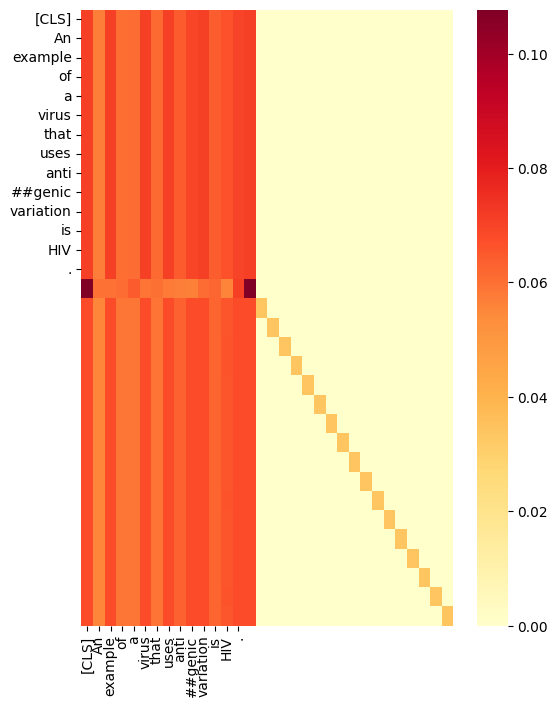 [CLS]
An
example
of
a
virus
that
uses
anti
##genic
variation
is
HIV
.
0.10
0.08
0.06
0.04
0.02
0.00
[CLS]
An
example
of
a
virus
that
uses
anti
##genic
variation
is
HIV
.